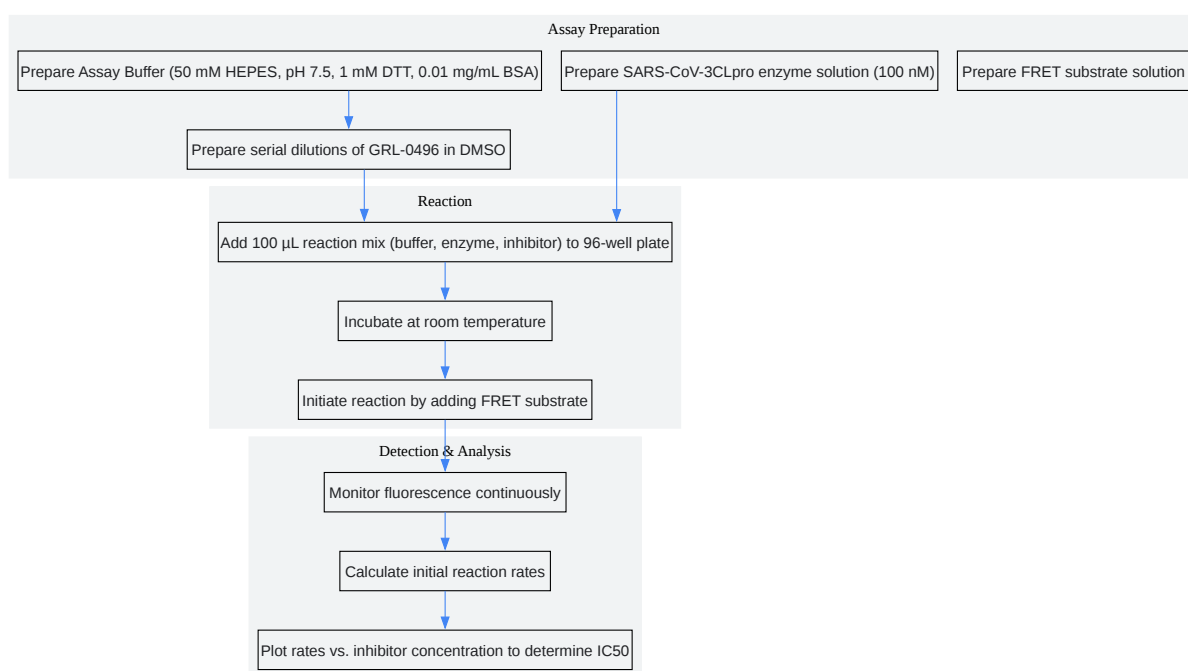 Assay Preparation
Prepare Assay Buffer (50 mM HEPES, pH 7.5, 1 mM DTT, 0.01 mg/mL BSA)
Prepare SARS-CoV-3CLpro enzyme solution (100 nM)
Prepare FRET substrate solution
Prepare serial dilutions of GRL-0496 in DMSO
Reaction
Add 100 µL reaction mix (buffer, enzyme, inhibitor) to 96-well plate
Incubate at room temperature
Initiate reaction by adding FRET substrate
Detection & Analysis
Monitor fluorescence continuously
Calculate initial reaction rates
Plot rates vs. inhibitor concentration to determine IC50